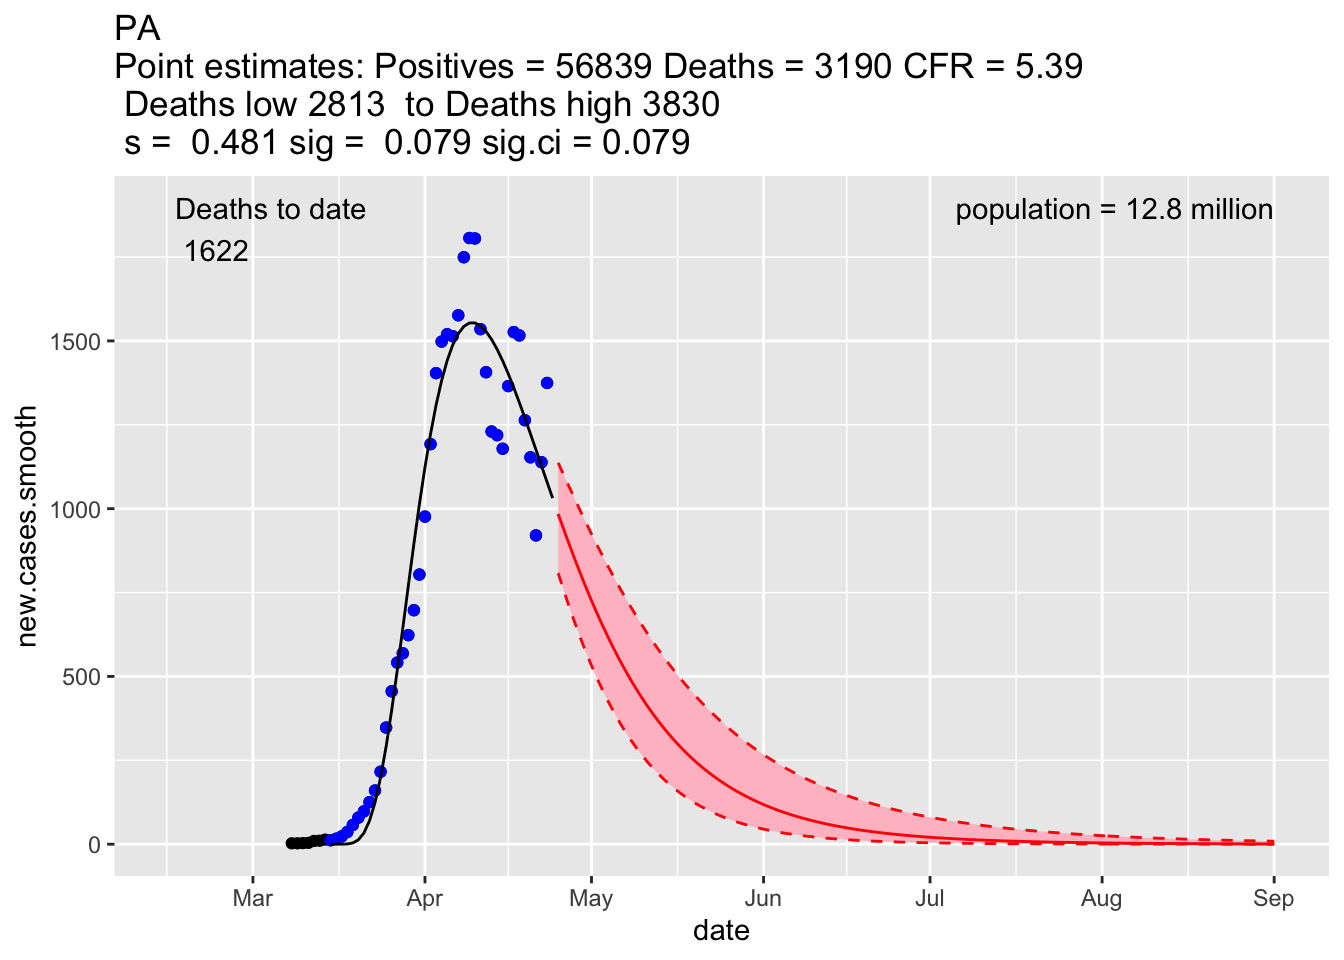 PA
Point estimates: Positives = 56839 Deaths = 3190 CFR = 5.39
Deaths low 2813  to Deaths high 3830
s =  0.481 sig =  0.079 sig.ci = 0.079
Deaths to date
1622
population = 12.8 million
new.cases.smooth
1500
1000
500
0
Mar Apr May Jun Jul Aug Sep
date